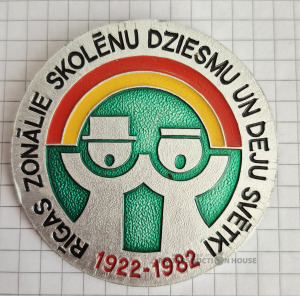 RĪGAS ZONĀLIE SKOLĒNU DZIESMU UN DEJU SVĒTKI
1922-1982